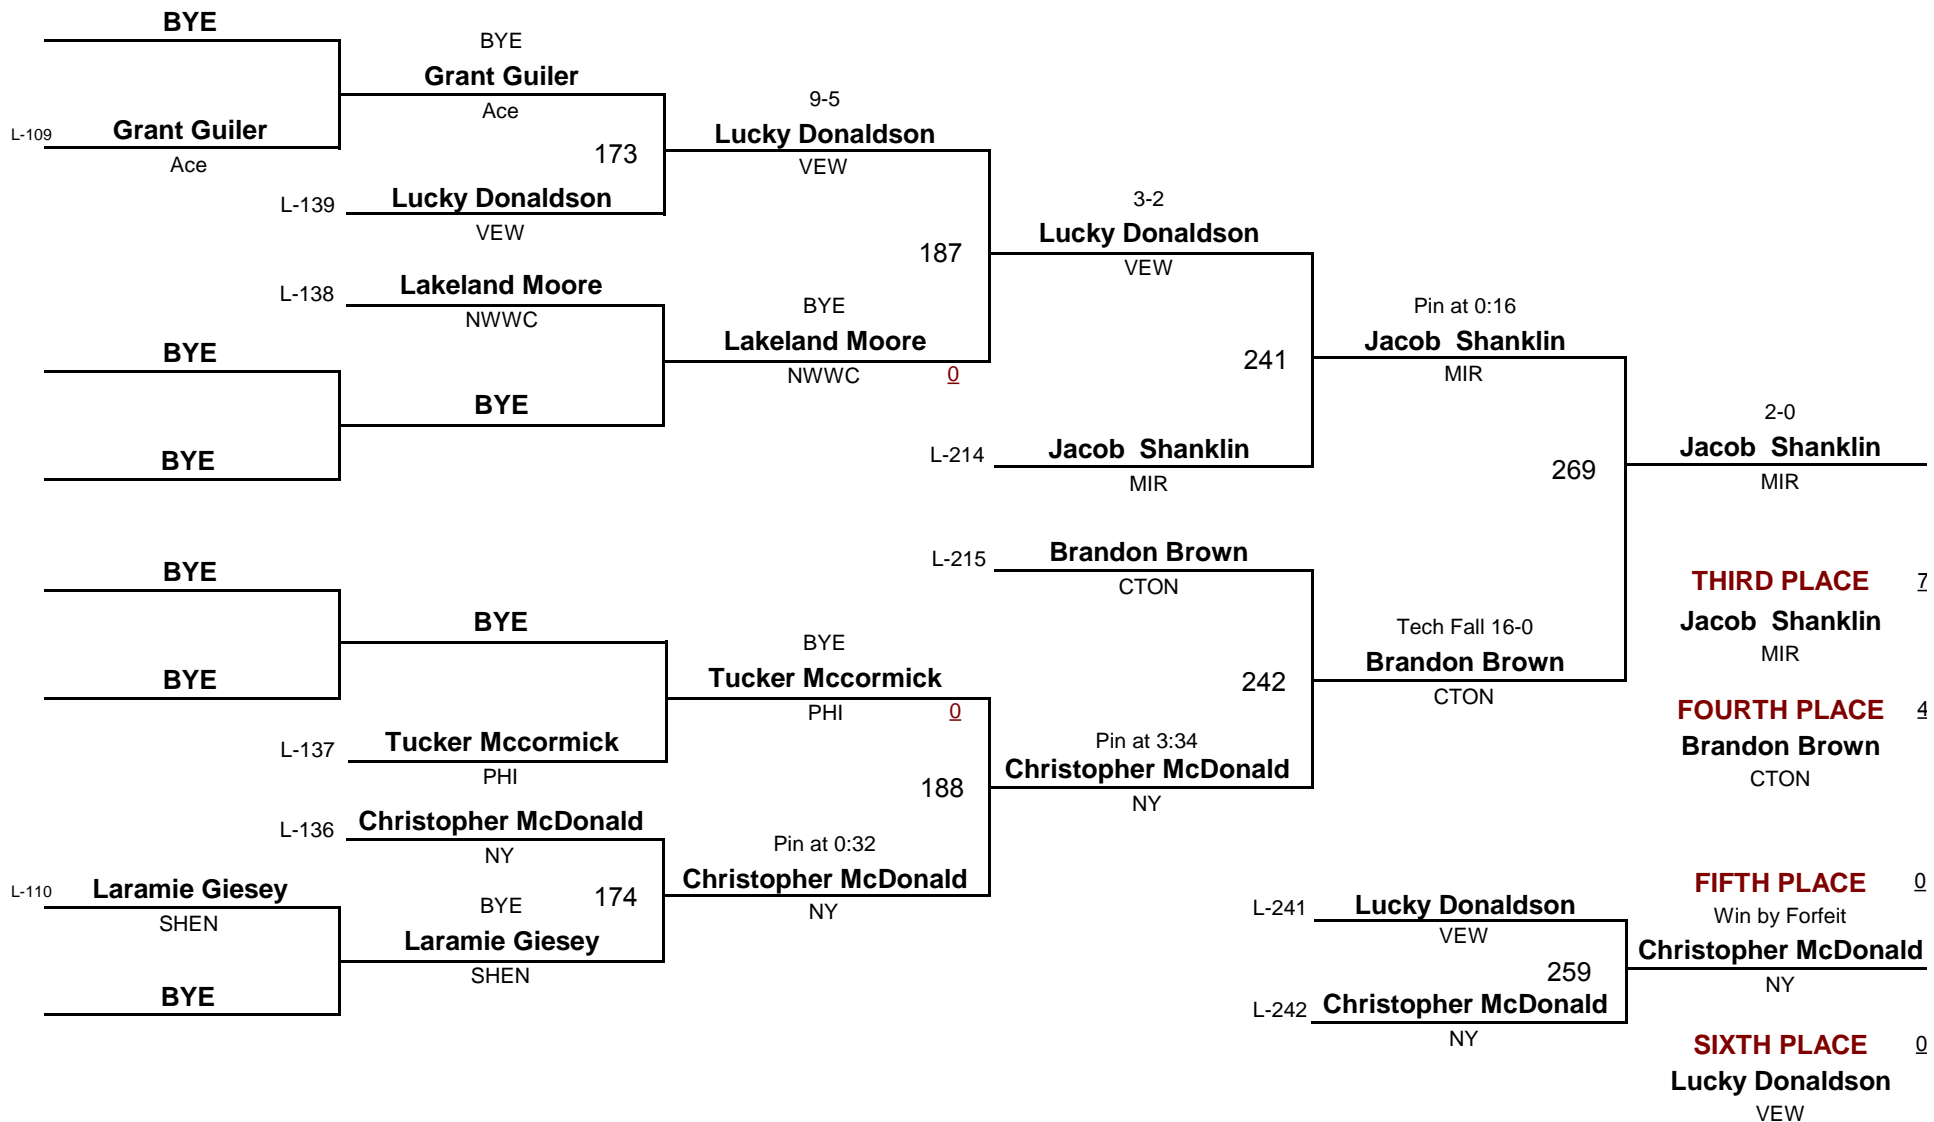 BYE
BYE
Grant Guiler
Ace
9-5
L-109 Grant Guiler
Ace
173
Lucky Donaldson
VEW
L-139 Lucky Donaldson
VEW
3-2
187
Lucky Donaldson
VEW
L-138 Lakeland Moore
NWWC
BYE
Lakeland Moore
NWWC 0
Pin at 0:16
BYE
241
Jacob  Shanklin
MIR
BYE
2-0
BYE
L-214 Jacob  Shanklin
MIR
269
Jacob  Shanklin
MIR
L-215 Brandon Brown
CTON
BYE
THIRD PLACE 7
Jacob  Shanklin
MIR
BYE
BYE
Tech Fall 16-0
BYE
Tucker Mccormick
PHI 0
242
Brandon Brown
CTON
FOURTH PLACE 4
Brandon Brown
CTON
L-137 Tucker Mccormick
PHI
Pin at 3:34
188
Christopher McDonald
NY
L-136 Christopher McDonald
NY
Pin at 0:32
L-110 Laramie Giesey
SHEN
BYE
174
Christopher McDonald
NY
Laramie Giesey
SHEN
BYE
L-241 Lucky Donaldson
VEW
FIFTH PLACE 0
Win by Forfeit
259
Christopher McDonald
NY
L-242 Christopher McDonald
NY
SIXTH PLACE 0
Lucky Donaldson
VEW